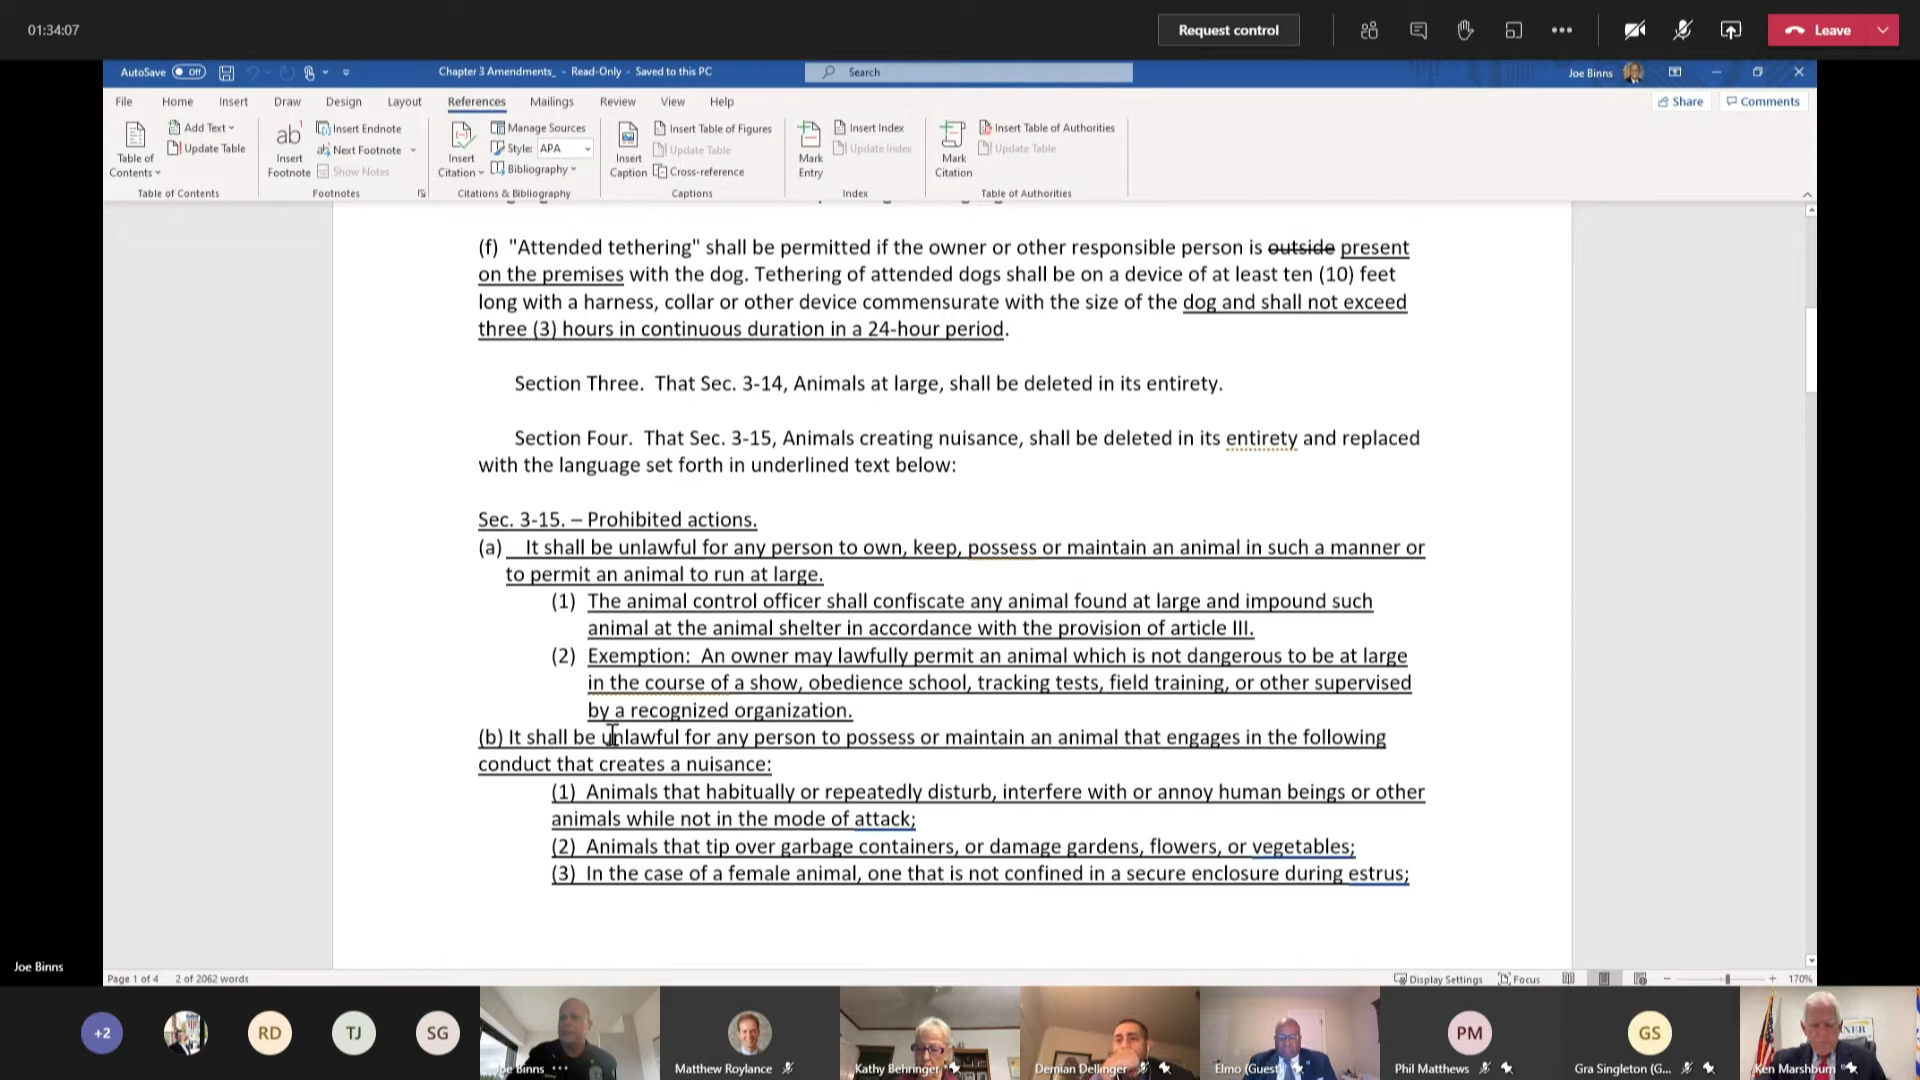 01:34:07
Request control
Leave
AutoSave Off
Chapter 3 Amendments_ - Read-Only - Saved to this PC
Search
Joe Binns
File Home Insert Draw Design Layout References Mailings Review View Help
Share Comments
Table of Contents
Add Text
Update Table
Table of Contents
ab
Insert Footnote
Insert Endnote
Next Footnote
Show Notes
Footnotes
Insert Citation
Manage Sources
Style: APA
Bibliography
Citations & Bibliography
Insert Caption
Insert Table of Figures
Update Table
Cross-reference
Captions
Mark Entry
Insert Index
Update Index
Index
Mark Citation
Insert Table of Authorities
Update Table
Table of Authorities
(f) "Attended tethering" shall be permitted if the owner or other responsible person is outside present
on the premises with the dog. Tethering of attended dogs shall be on a device of at least ten (10) feet
long with a harness, collar or other device commensurate with the size of the dog and shall not exceed
three (3) hours in continuous duration in a 24-hour period.
Section Three. That Sec. 3-14, Animals at large, shall be deleted in its entirety.
Section Four. That Sec. 3-15, Animals creating nuisance, shall be deleted in its entirety and replaced
with the language set forth in underlined text below:
Sec. 3-15. – Prohibited actions.
(a) It shall be unlawful for any person to own, keep, possess or maintain an animal in such a manner or
to permit an animal to run at large.
(1) The animal control officer shall confiscate any animal found at large and impound such
animal at the animal shelter in accordance with the provision of article III.
(2) Exemption: An owner may lawfully permit an animal which is not dangerous to be at large
in the course of a show, obedience school, tracking tests, field training, or other supervised
by a recognized organization.
(b) It shall be unlawful for any person to possess or maintain an animal that engages in the following
conduct that creates a nuisance:
(1) Animals that habitually or repeatedly disturb, interfere with or annoy human beings or other
animals while not in the mode of attack;
(2) Animals that tip over garbage containers, or damage gardens, flowers, or vegetables;
(3) In the case of a female animal, one that is not confined in a secure enclosure during estrus;
Joe Binns
Page 1 of 4 2 of 2062 words
Display Settings Focus 170%
+2 RD TJ SG PM GS
Joe Binns Matthew Roylance Kathy Behringer Demian Dellinger Elmo (Guest) Phil Matthews Gra Singleton (G... Ken Marshburn